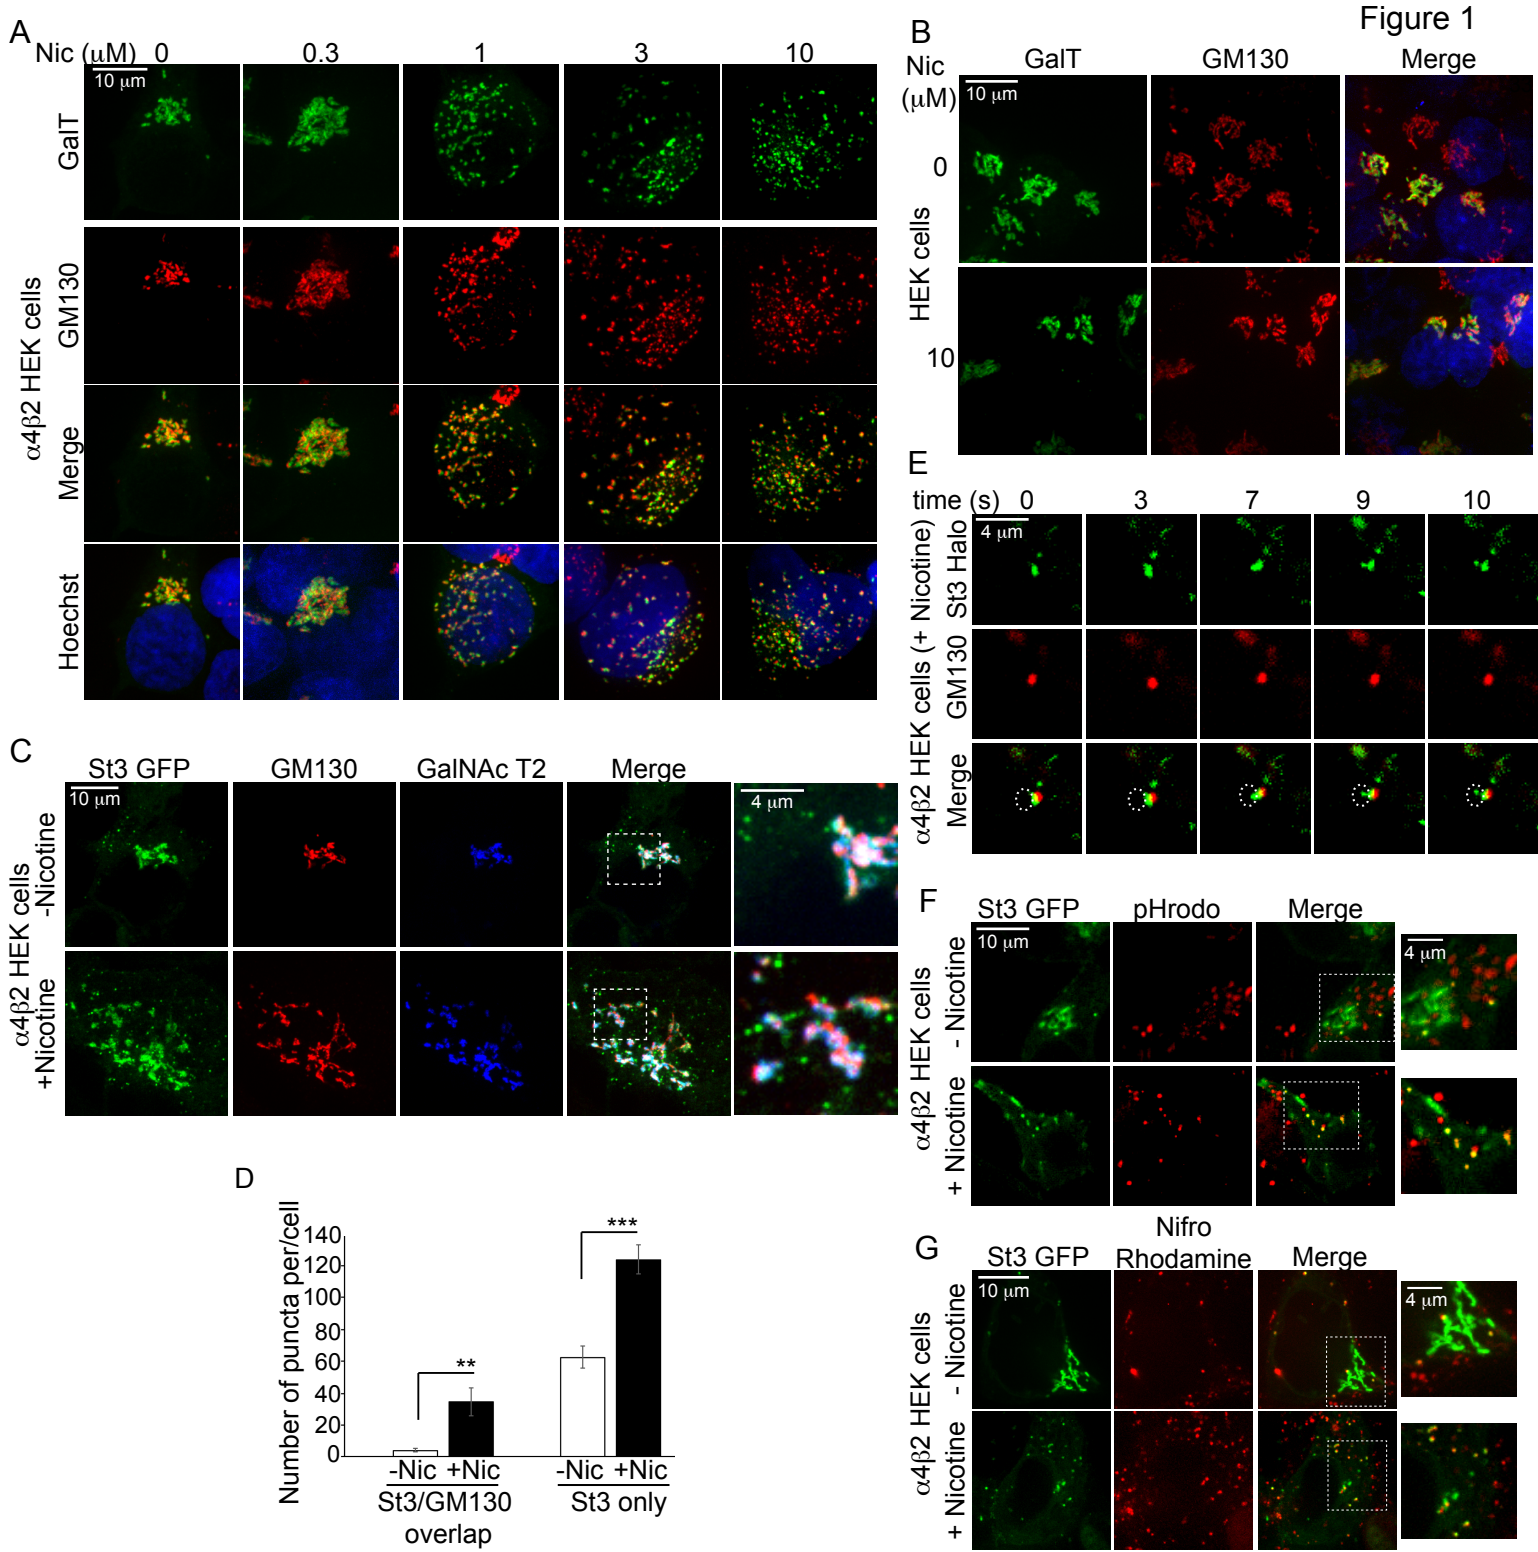 Figure 1
A
Nic (μM) 0 0.3 1 3 10
10 μm
GalT
GM130
Merge
Hoechst
α4β2 HEK cells
B
Nic (μM)
GalT GM130 Merge
10 μm
0
10
HEK cells
C
St3 GFP GM130 GalNAc T2 Merge
10 μm
4 μm
-Nicotine
+Nicotine
α4β2 HEK cells
D
Number of puncta per/cell
140
120
100
80
60
40
20
0
**
***
-Nic +Nic -Nic +Nic
St3/GM130 overlap
St3 only
E
time (s) 0 3 7 9 10
4 μm
St3 Halo
GM130
Merge
α4β2 HEK cells (+ Nicotine)
F
St3 GFP pHrodo Merge
10 μm
4 μm
- Nicotine
+ Nicotine
α4β2 HEK cells
G
St3 GFP Nifro Rhodamine Merge
10 μm
4 μm
- Nicotine
+ Nicotine
α4β2 HEK cells